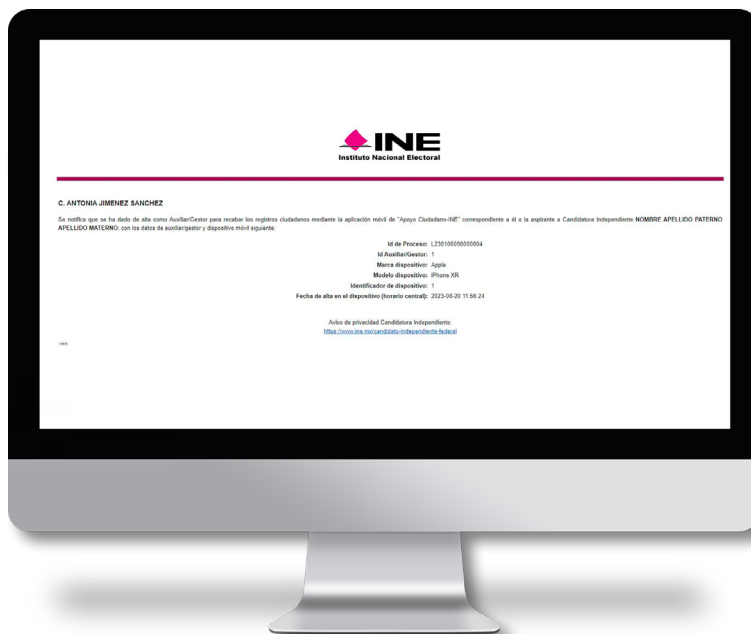 INE
Instituto Nacional Electoral
C. ANTONIA JIMENEZ SANCHEZ
Se notifica que se ha dado de alta como Auxiliar/Gestor para recabar los registros ciudadanos mediante la aplicación móvil de "Apoyo Ciudadano-INE" correspondiente a él o la aspirante a Candidatura Independiente NOMBRE APELLIDO PATERNO
APELLIDO MATERNO, con los datos de auxiliar/gestor y dispositivo móvil siguiente:
Id de Proceso: L230108090000004
Id Auxiliar/Gestor: 1
Marca dispositivo: Apple
Modelo dispositivo: iPhone XR
Identificador de dispositivo: 1
Fecha de alta en el dispositivo (horario central): 2023-08-20 11:56:24
Aviso de privacidad Candidatura Independiente:
https://www.ine.mx/candidato-independiente-federal